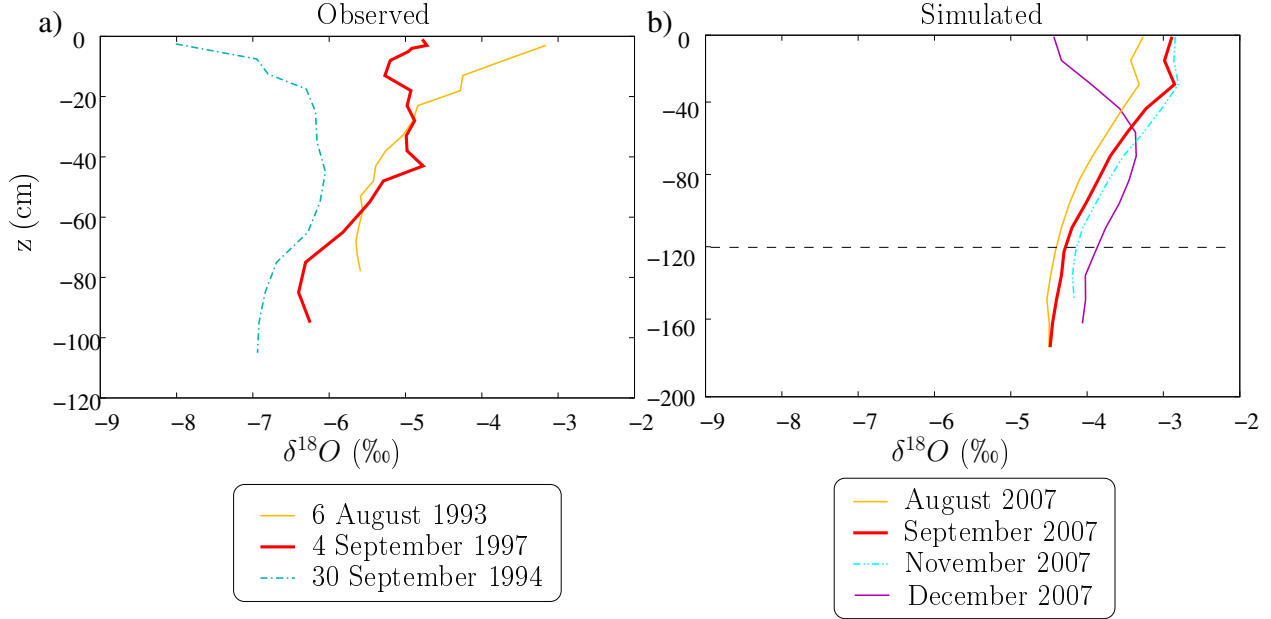 a) Observed
0
−20
−40
−60
−80
−100
−120
z (cm)
−9 −8 −7 −6 −5 −4 −3 −2
δ¹⁸O (‰)
6 August 1993
4 September 1997
30 September 1994
b) Simulated
0
−40
−80
−120
−160
−200
−9 −8 −7 −6 −5 −4 −3 −2
δ¹⁸O (‰)
August 2007
September 2007
November 2007
December 2007